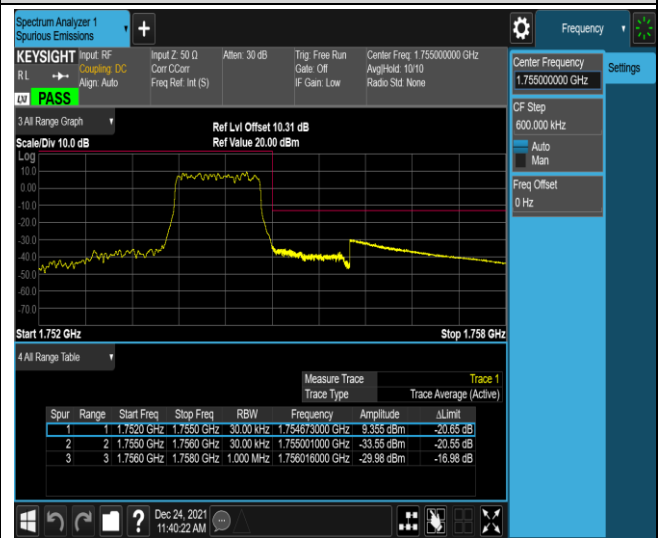 Spectrum Analyzer 1
Spurious Emissions
Frequency
KEYSIGHT
Input: RF
Coupling: DC
Align: Auto
Input Z: 50 Ω
Corr CCorr
Freq Ref: Int (S)
Atten: 30 dB
Trig: Free Run
Gate: Off
IF Gain: Low
Center Freq: 1.755000000 GHz
Avg|Hold: 10/10
Radio Std: None
R L
LXI PASS
Center Frequency
1.755000000 GHz
Settings
CF Step
600.000 kHz
Auto
Man
Freq Offset
0 Hz
3 All Range Graph
Scale/Div 10.0 dB
Ref Lvl Offset 10.31 dB
Ref Value 20.00 dBm
Log
10.0
0.00
-10.0
-20.0
-30.0
-40.0
-50.0
-60.0
-70.0
Start 1.752 GHz
Stop 1.758 GHz
4 All Range Table
Measure Trace Trace 1
Trace Type Trace Average (Active)
Spur Range Start Freq Stop Freq RBW Frequency Amplitude ΔLimit
1 1 1.7520 GHz 1.7550 GHz 30.00 kHz 1.754673000 GHz 9.355 dBm -20.65 dB
2 2 1.7550 GHz 1.7560 GHz 30.00 kHz 1.755001000 GHz -33.55 dBm -20.55 dB
3 3 1.7560 GHz 1.7580 GHz 1.000 MHz 1.756016000 GHz -29.98 dBm -16.98 dB
Dec 24, 2021
11:40:22 AM